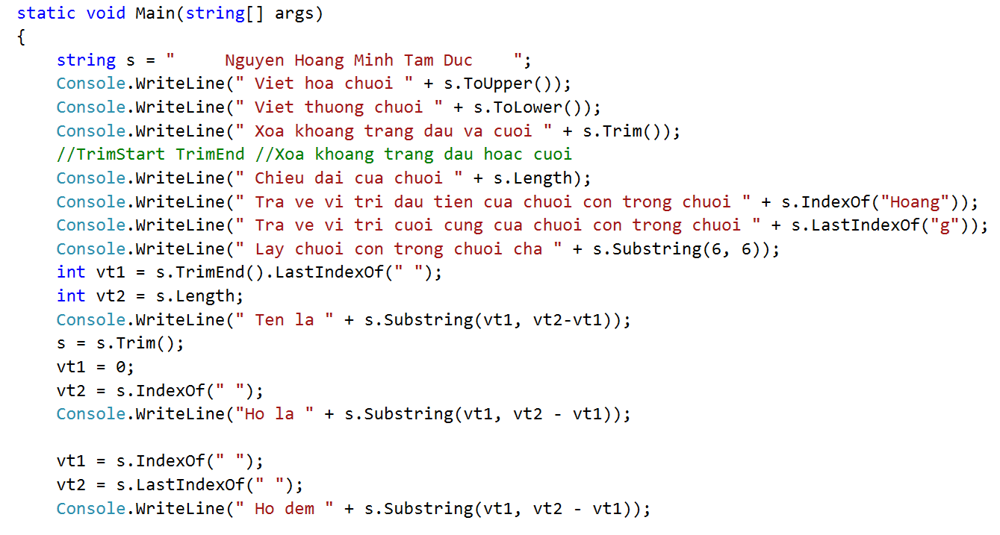 static void Main(string[] args)
{
    string s = "     Nguyen Hoang Minh Tam Duc    ";
    Console.WriteLine(" Viet hoa chuoi " + s.ToUpper());
    Console.WriteLine(" Viet thuong chuoi " + s.ToLower());
    Console.WriteLine(" Xoa khoang trang dau va cuoi " + s.Trim());
    //TrimStart TrimEnd //Xoa khoang trang dau hoac cuoi
    Console.WriteLine(" Chieu dai cua chuoi " + s.Length);
    Console.WriteLine(" Tra ve vi tri dau tien cua chuoi con trong chuoi " + s.IndexOf("Hoang"));
    Console.WriteLine(" Tra ve vi tri cuoi cung cua chuoi con trong chuoi " + s.LastIndexOf("g"));
    Console.WriteLine(" Lay chuoi con trong chuoi cha " + s.Substring(6, 6));
    int vt1 = s.TrimEnd().LastIndexOf(" ");
    int vt2 = s.Length;
    Console.WriteLine(" Ten la " + s.Substring(vt1, vt2-vt1));
    s = s.Trim();
    vt1 = 0;
    vt2 = s.IndexOf(" ");
    Console.WriteLine("Ho la " + s.Substring(vt1, vt2 - vt1));

    vt1 = s.IndexOf(" ");
    vt2 = s.LastIndexOf(" ");
    Console.WriteLine(" Ho dem " + s.Substring(vt1, vt2 - vt1));